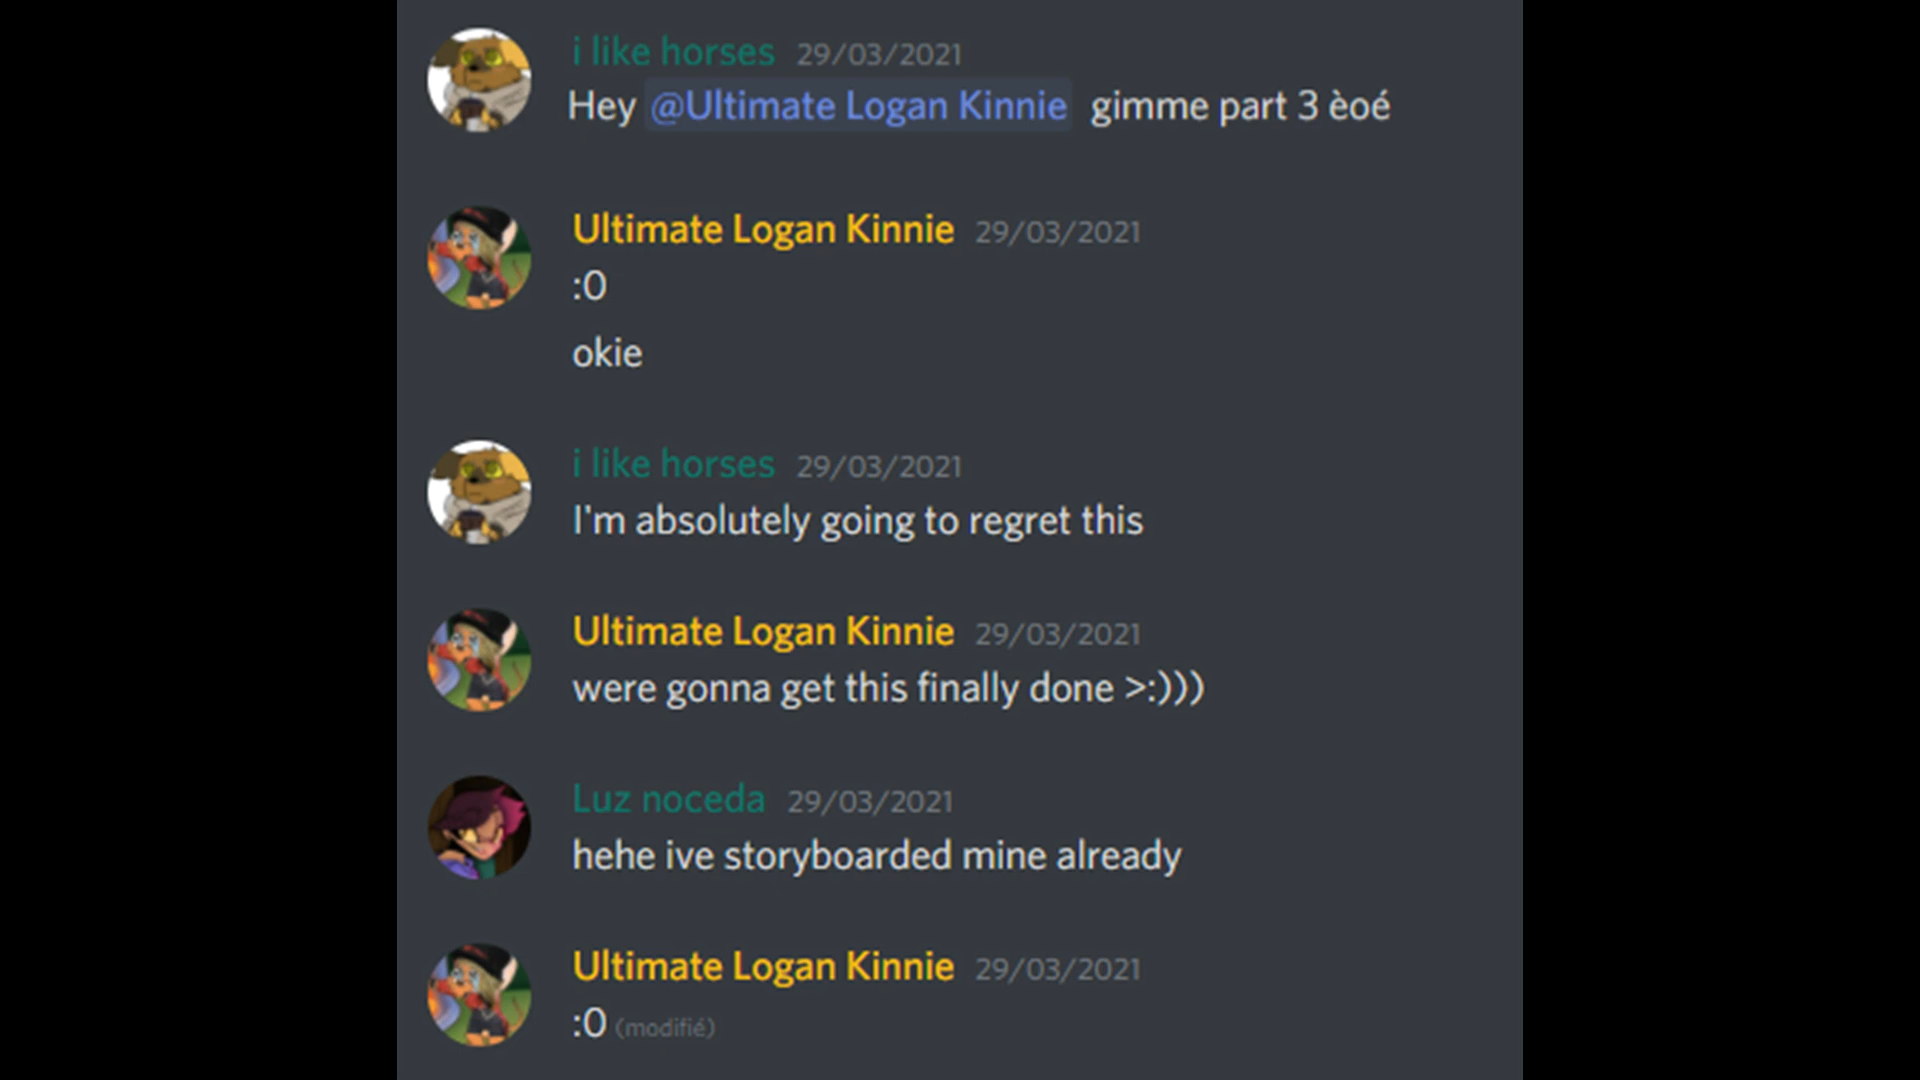 i like horses 29/03/2021
Hey @Ultimate Logan Kinnie gimme part 3 èoé
Ultimate Logan Kinnie 29/03/2021
:0
okie
i like horses 29/03/2021
I'm absolutely going to regret this
Ultimate Logan Kinnie 29/03/2021
were gonna get this finally done >:)))
Luz noceda 29/03/2021
hehe ive storyboarded mine already
Ultimate Logan Kinnie 29/03/2021
:0 (modifié)